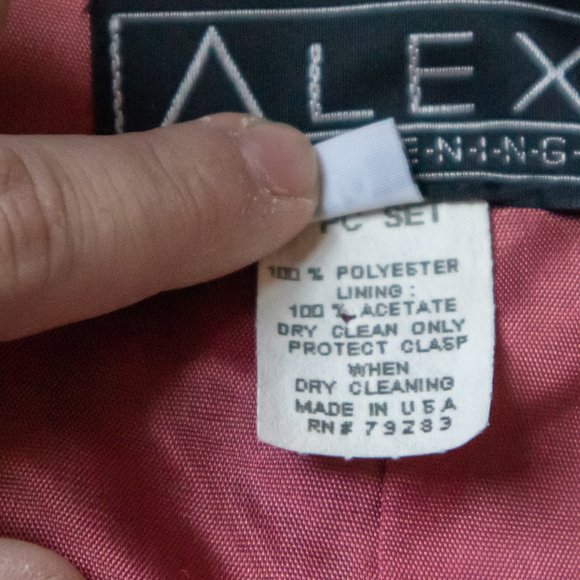 ALEX
E·N·I·N·G·
PC SET
100 % POLYESTER
LINING :
100 % ACETATE
DRY CLEAN ONLY
PROTECT CLASP
WHEN
DRY CLEANING
MADE IN USA
RN# 79283